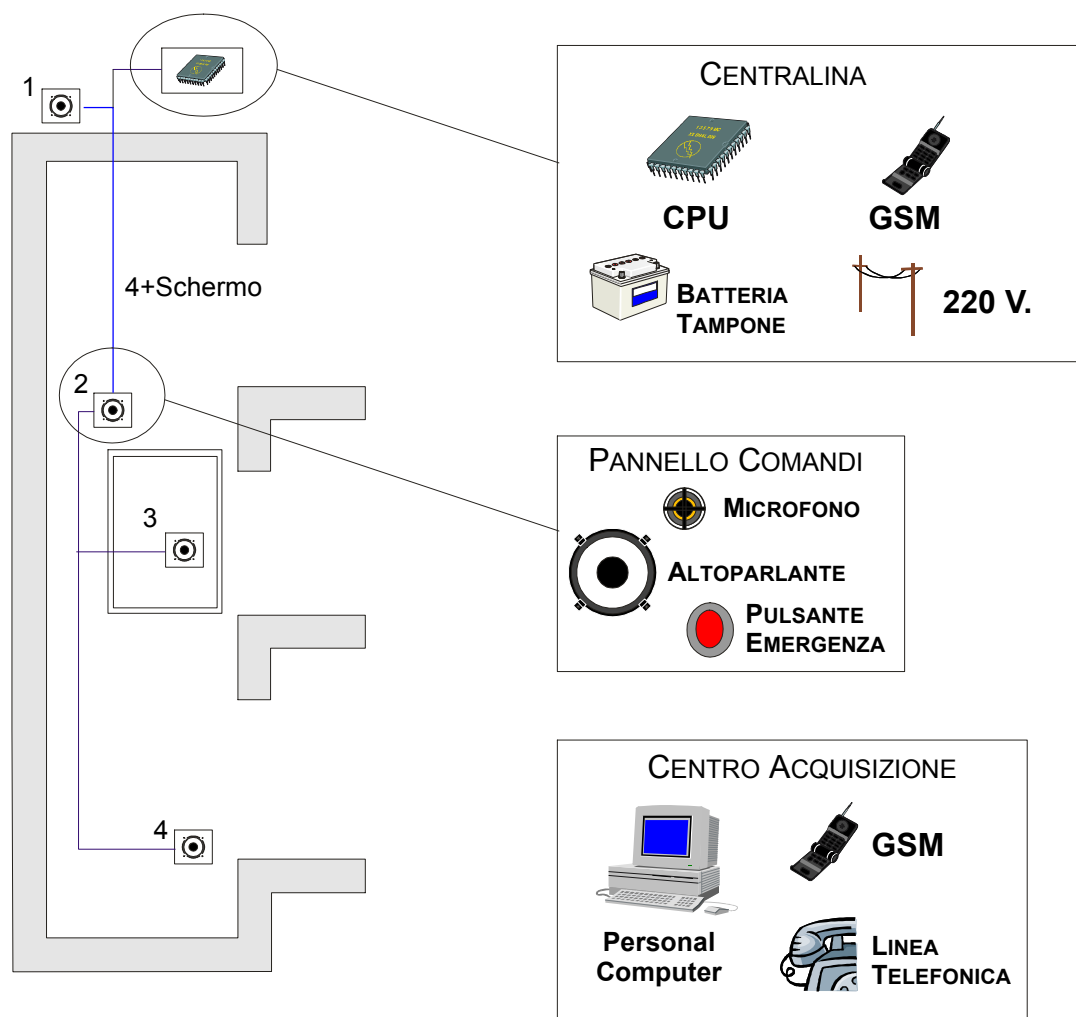 1
4+Schermo
2
3
4
CENTRALINA
CPU
GSM
BATTERIA
TAMPONE
220 V.
PANNELLO COMANDI
MICROFONO
ALTOPARLANTE
PULSANTE
EMERGENZA
CENTRO ACQUISIZIONE
GSM
Personal
Computer
LINEA
TELEFONICA